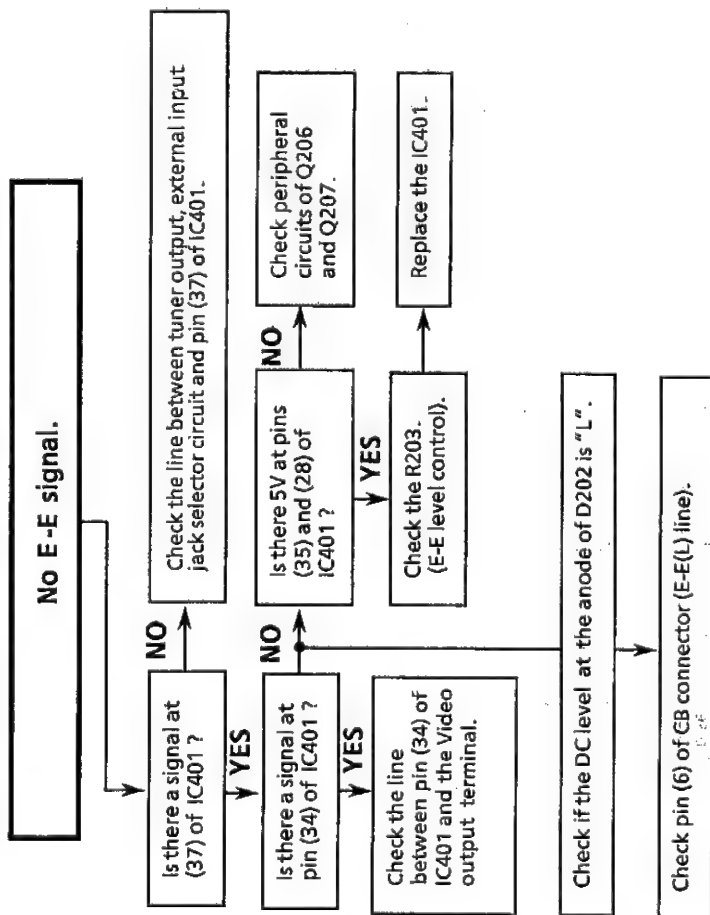 No E-E signal.
Is there a signal at
(37) of IC401 ?
NO
Check the line between tuner output, external input
jack selector circuit and pin (37) of IC401.
YES
Is there a signal at
pin (34) of IC401 ?
NO
Is there 5V at pins
(35) and (28) of
IC401 ?
NO
Check peripheral
circuits of Q206
and Q207.
YES
Check the R203.
(E-E level control).
Replace the IC401.
YES
Check the line
between pin (34) of
IC401 and the Video
output terminal.
Check if the DC level at the anode of D202 is "L".
Check pin (6) of CB connector (E-E(L) line).